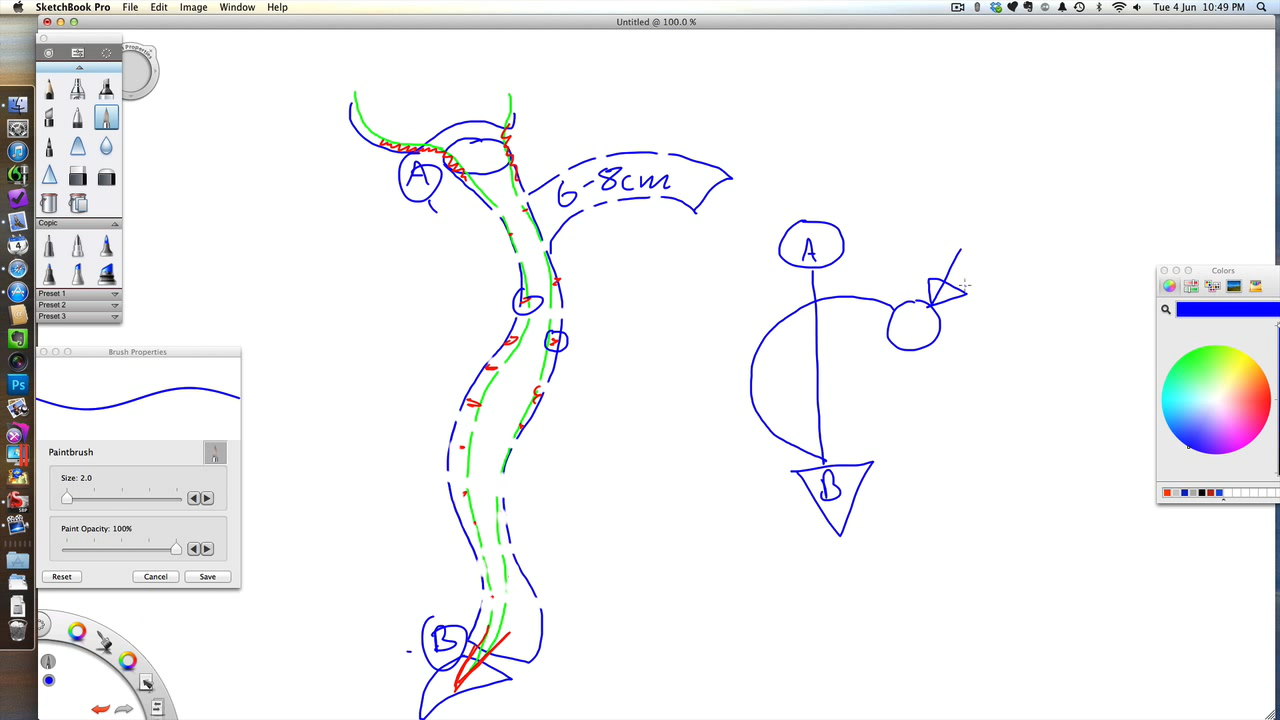 SketchBook Pro File Edit Image Window Help
Tue 4 Jun 10:49 PM
Untitled @ 100.0 %
Copic
Preset 1
Preset 2
Preset 3
Brush Properties
Paintbrush
Size: 2.0
Paint Opacity: 100%
Reset Cancel Save
A
6-8cm
B
A
B
Colors
Ps